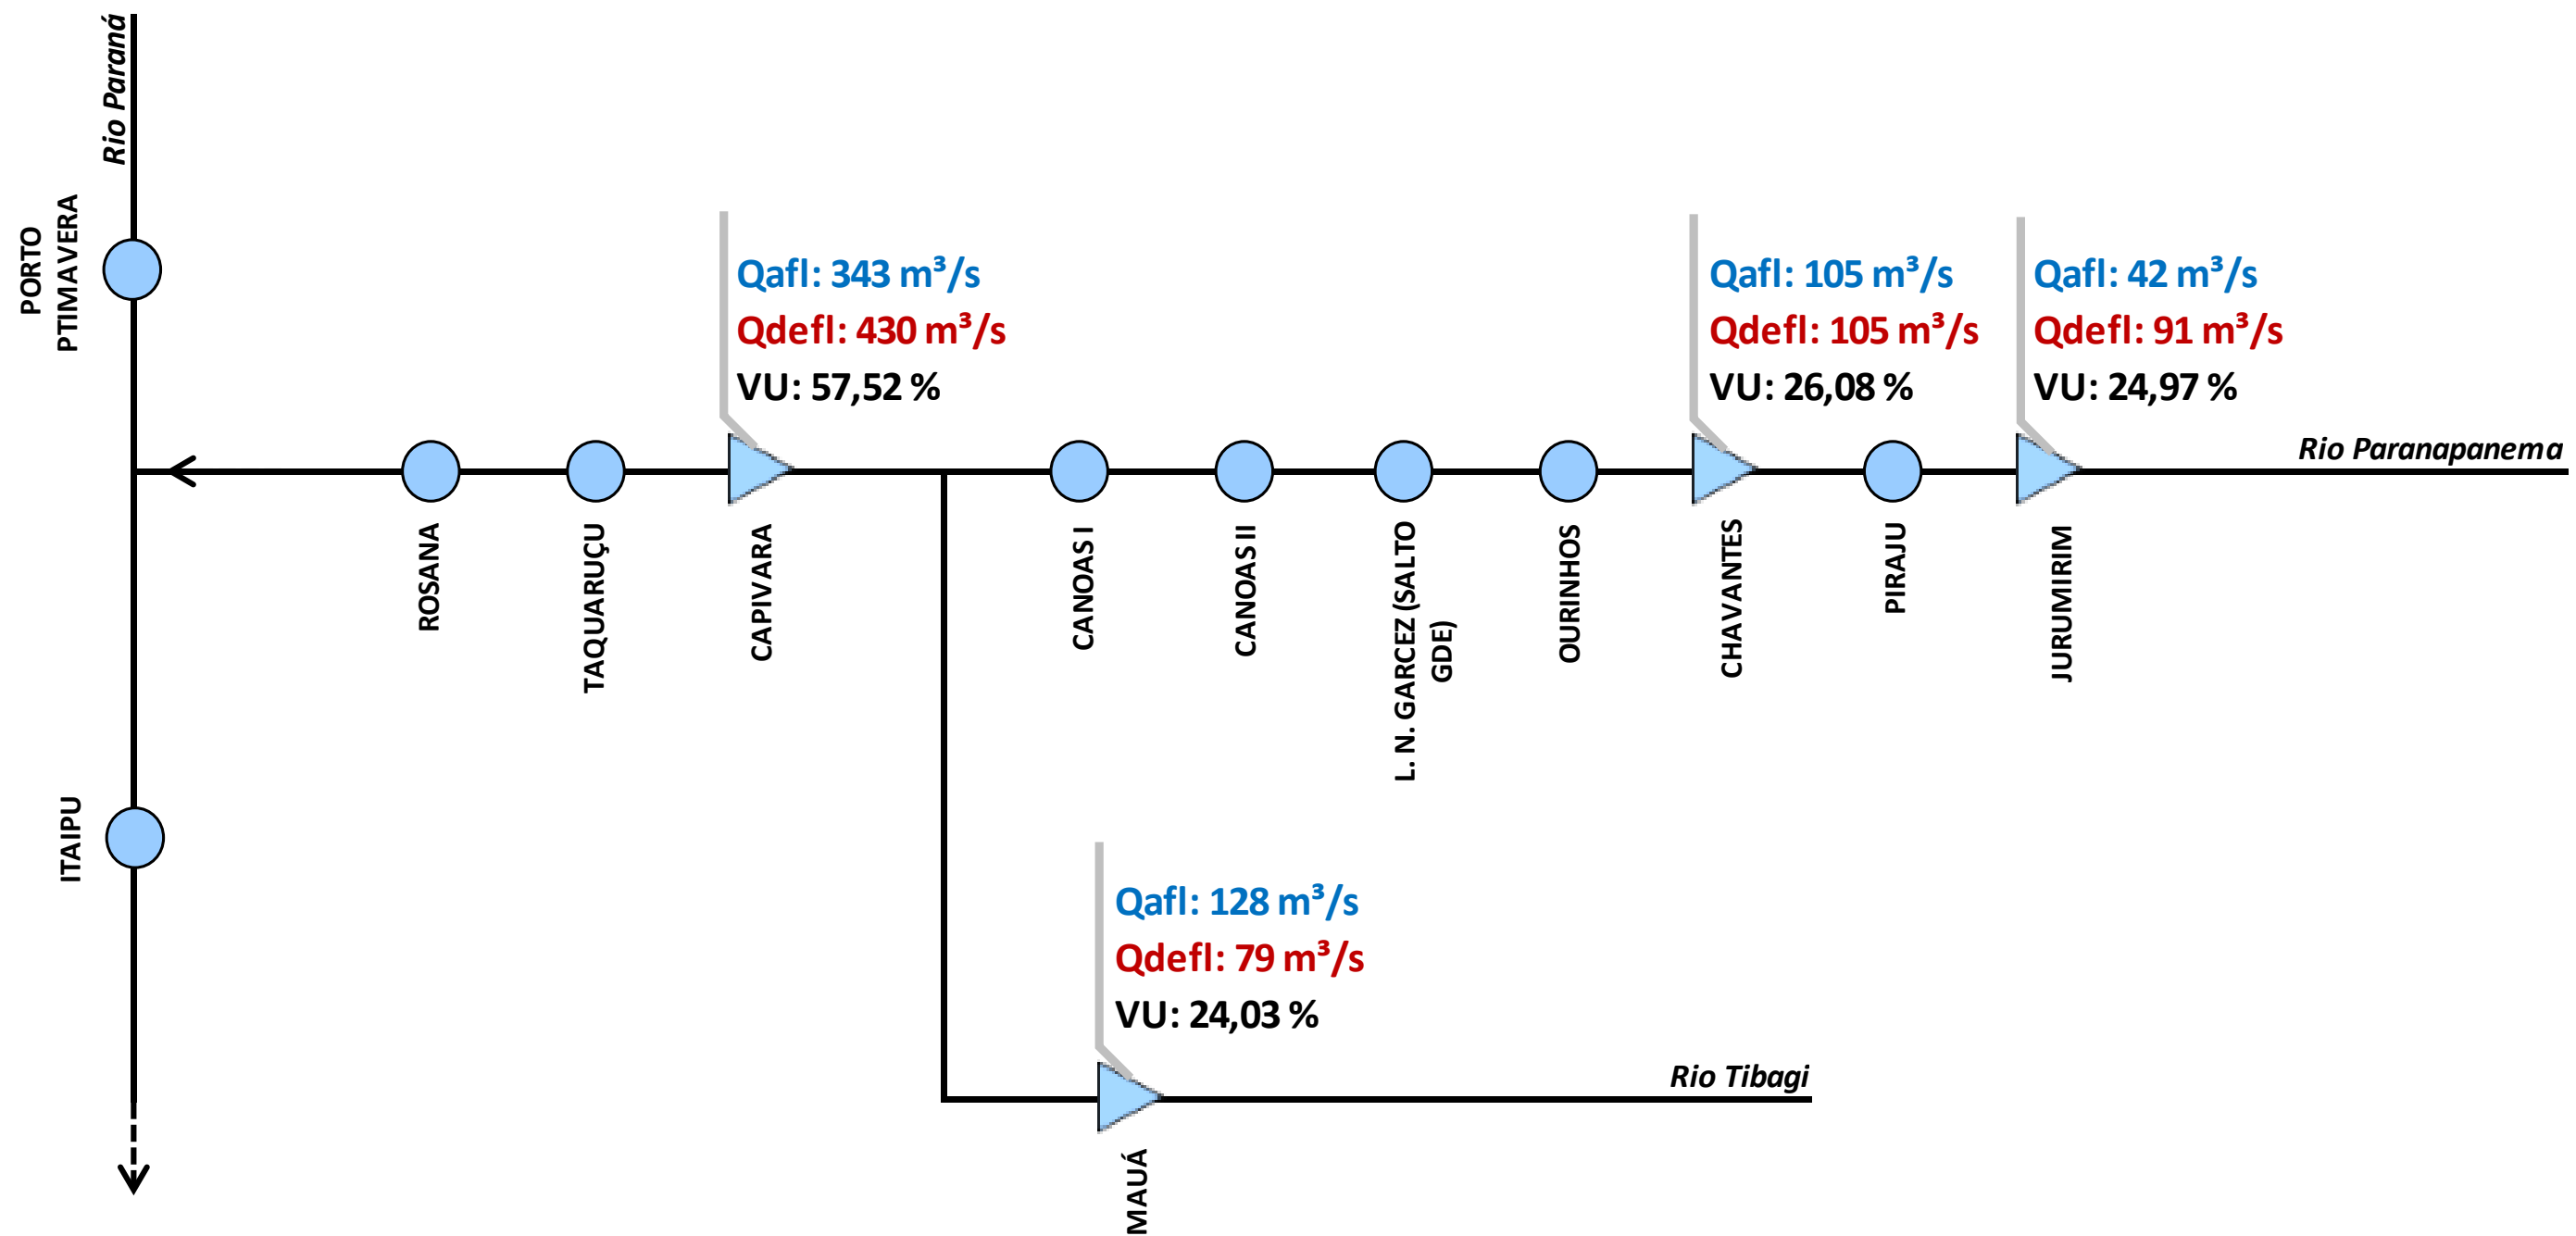 Rio Paraná
PORTO
PTIMAVERA
Qafl: 343 m³/s
Qdefl: 430 m³/s
VU: 57,52 %
Qafl: 105 m³/s
Qdefl: 105 m³/s
VU: 26,08 %
Qafl: 42 m³/s
Qdefl: 91 m³/s
VU: 24,97 %
Rio Paranapanema
ROSANA
TAQUARUÇU
CAPIVARA
CANOAS I
CANOAS II
L. N. GARCEZ (SALTO
GDE)
OURINHOS
CHAVANTES
PIRAJU
JURUMIRIM
ITAIPU
Qafl: 128 m³/s
Qdefl: 79 m³/s
VU: 24,03 %
Rio Tibagi
MAUÁ